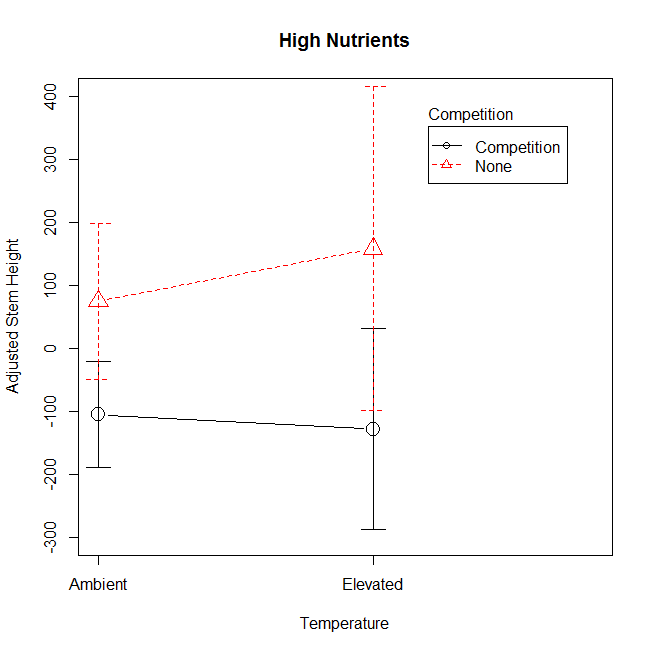 High Nutrients
Competition
Competition
None
400
300
200
100
0
-100
-200
-300
Adjusted Stem Height
Ambient
Elevated
Temperature